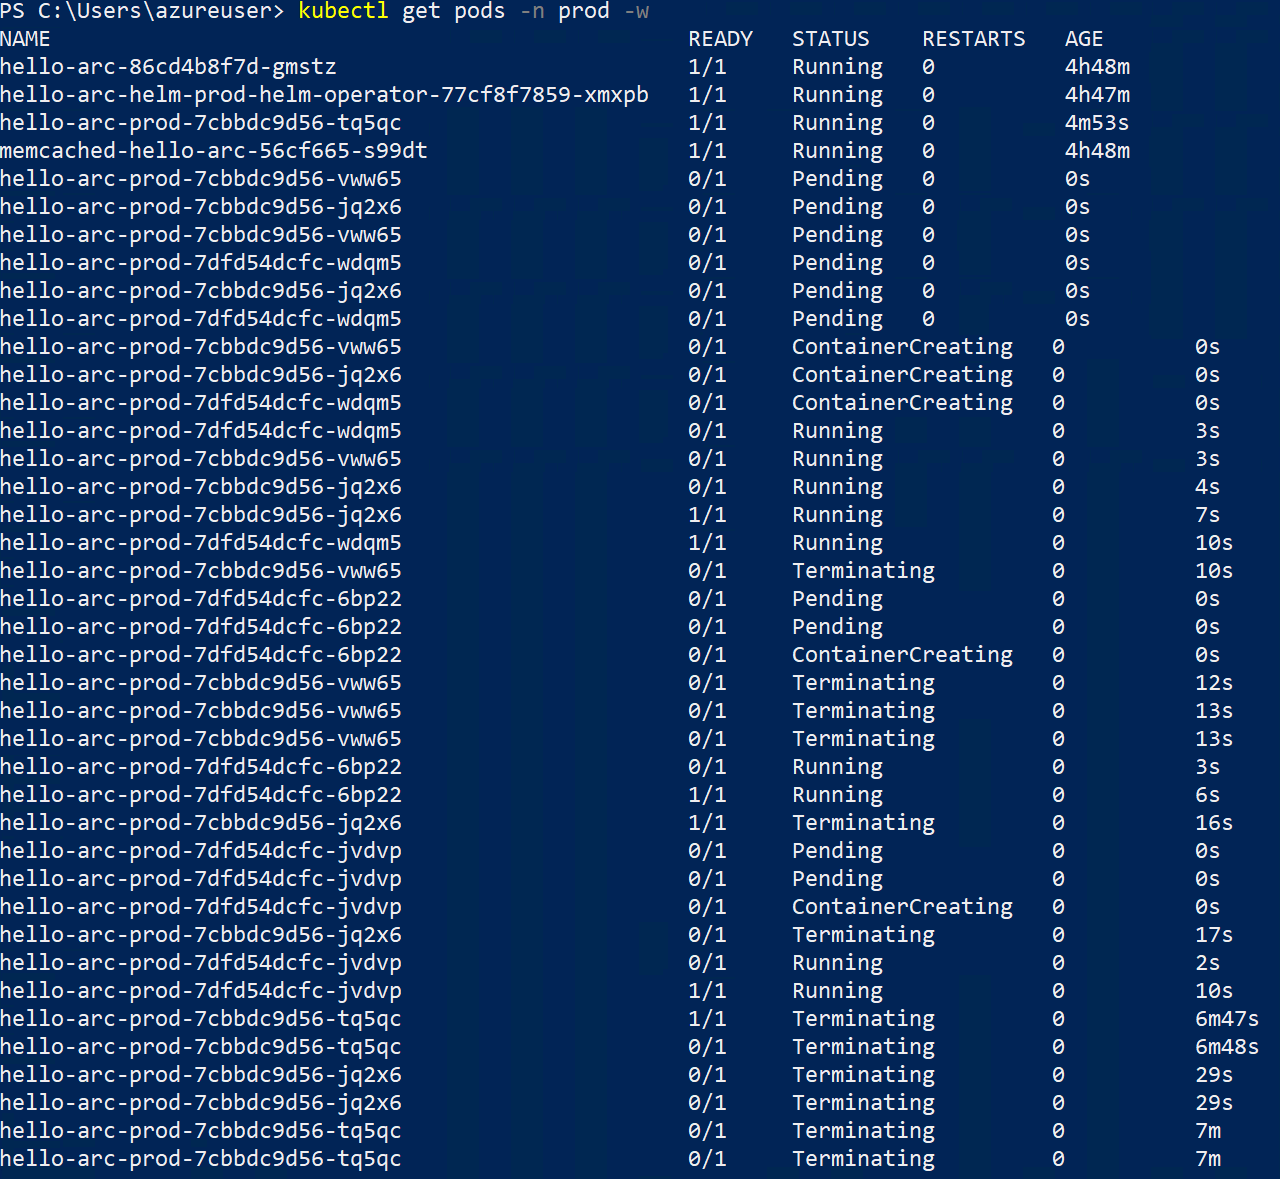 PS C:\Users\azureuser> kubectl get pods -n prod -w
NAME READY STATUS RESTARTS AGE
hello-arc-86cd4b8f7d-gmstz 1/1 Running 0 4h48m
hello-arc-helm-prod-helm-operator-77cf8f7859-xmxpb 1/1 Running 0 4h47m
hello-arc-prod-7cbbdc9d56-tq5qc 1/1 Running 0 4m53s
memcached-hello-arc-56cf665-s99dt 1/1 Running 0 4h48m
hello-arc-prod-7cbbdc9d56-vww65 0/1 Pending 0 0s
hello-arc-prod-7cbbdc9d56-jq2x6 0/1 Pending 0 0s
hello-arc-prod-7cbbdc9d56-vww65 0/1 Pending 0 0s
hello-arc-prod-7dfd54dcfc-wdqm5 0/1 Pending 0 0s
hello-arc-prod-7cbbdc9d56-jq2x6 0/1 Pending 0 0s
hello-arc-prod-7dfd54dcfc-wdqm5 0/1 Pending 0 0s
hello-arc-prod-7cbbdc9d56-vww65 0/1 ContainerCreating 0 0s
hello-arc-prod-7cbbdc9d56-jq2x6 0/1 ContainerCreating 0 0s
hello-arc-prod-7dfd54dcfc-wdqm5 0/1 ContainerCreating 0 0s
hello-arc-prod-7dfd54dcfc-wdqm5 0/1 Running 0 3s
hello-arc-prod-7cbbdc9d56-vww65 0/1 Running 0 3s
hello-arc-prod-7cbbdc9d56-jq2x6 0/1 Running 0 4s
hello-arc-prod-7cbbdc9d56-jq2x6 1/1 Running 0 7s
hello-arc-prod-7dfd54dcfc-wdqm5 1/1 Running 0 10s
hello-arc-prod-7cbbdc9d56-vww65 0/1 Terminating 0 10s
hello-arc-prod-7dfd54dcfc-6bp22 0/1 Pending 0 0s
hello-arc-prod-7dfd54dcfc-6bp22 0/1 Pending 0 0s
hello-arc-prod-7dfd54dcfc-6bp22 0/1 ContainerCreating 0 0s
hello-arc-prod-7cbbdc9d56-vww65 0/1 Terminating 0 12s
hello-arc-prod-7cbbdc9d56-vww65 0/1 Terminating 0 13s
hello-arc-prod-7cbbdc9d56-vww65 0/1 Terminating 0 13s
hello-arc-prod-7dfd54dcfc-6bp22 0/1 Running 0 3s
hello-arc-prod-7dfd54dcfc-6bp22 1/1 Running 0 6s
hello-arc-prod-7cbbdc9d56-jq2x6 1/1 Terminating 0 16s
hello-arc-prod-7dfd54dcfc-jvdvp 0/1 Pending 0 0s
hello-arc-prod-7dfd54dcfc-jvdvp 0/1 Pending 0 0s
hello-arc-prod-7dfd54dcfc-jvdvp 0/1 ContainerCreating 0 0s
hello-arc-prod-7cbbdc9d56-jq2x6 0/1 Terminating 0 17s
hello-arc-prod-7dfd54dcfc-jvdvp 0/1 Running 0 2s
hello-arc-prod-7dfd54dcfc-jvdvp 1/1 Running 0 10s
hello-arc-prod-7cbbdc9d56-tq5qc 1/1 Terminating 0 6m47s
hello-arc-prod-7cbbdc9d56-tq5qc 0/1 Terminating 0 6m48s
hello-arc-prod-7cbbdc9d56-jq2x6 0/1 Terminating 0 29s
hello-arc-prod-7cbbdc9d56-jq2x6 0/1 Terminating 0 29s
hello-arc-prod-7cbbdc9d56-tq5qc 0/1 Terminating 0 7m
hello-arc-prod-7cbbdc9d56-tq5qc 0/1 Terminating 0 7m